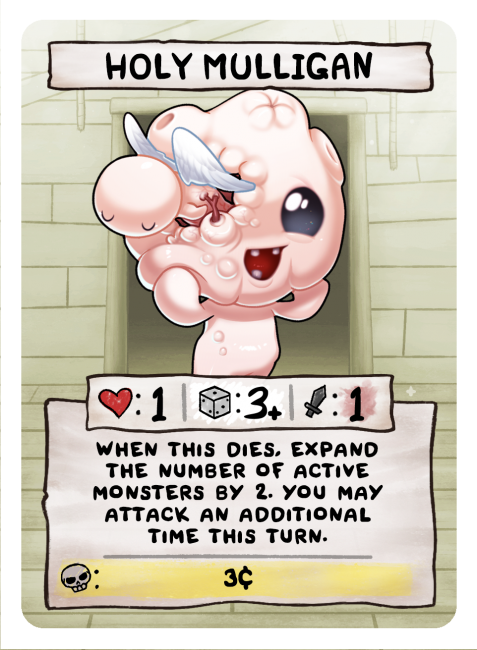 HOLY MULLIGAN
:1 :3+ :1
WHEN THIS DIES, EXPAND
THE NUMBER OF ACTIVE
MONSTERS BY 2. YOU MAY
ATTACK AN ADDITIONAL
TIME THIS TURN.
: 3¢